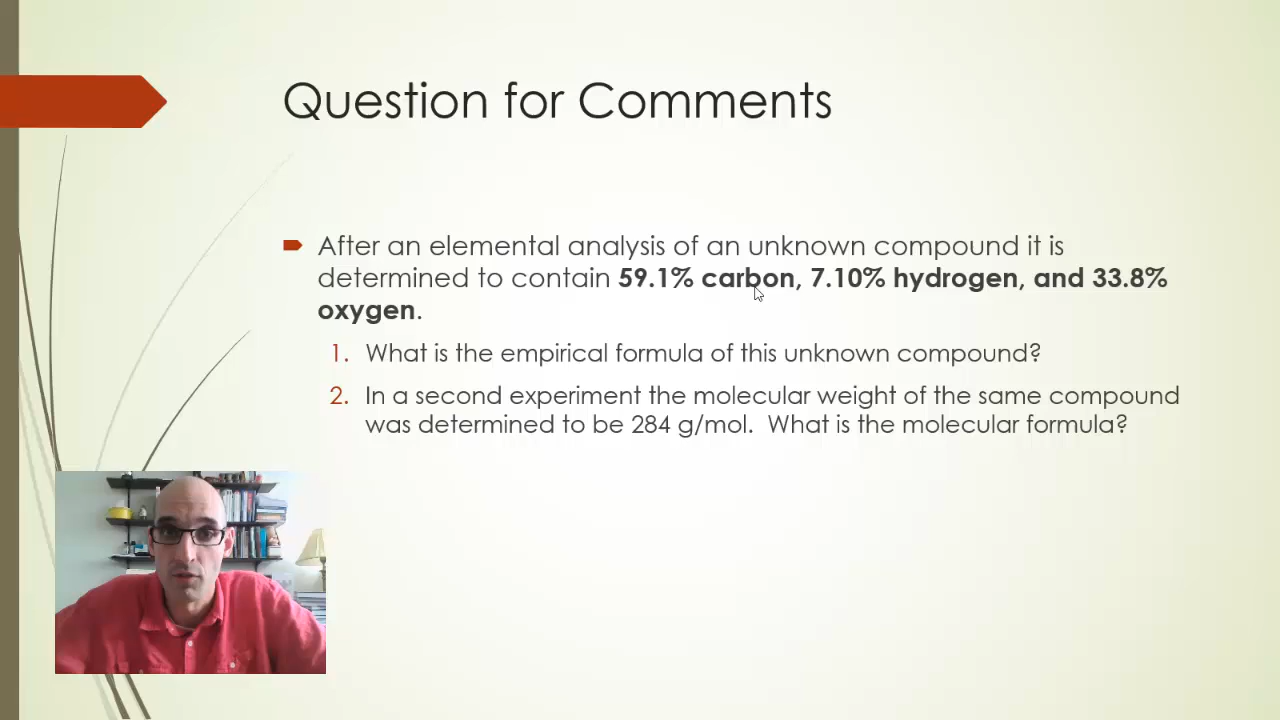 Question for Comments
After an elemental analysis of an unknown compound it is
determined to contain 59.1% carbon, 7.10% hydrogen, and 33.8%
oxygen.
1. What is the empirical formula of this unknown compound?
2. In a second experiment the molecular weight of the same compound
was determined to be 284 g/mol. What is the molecular formula?